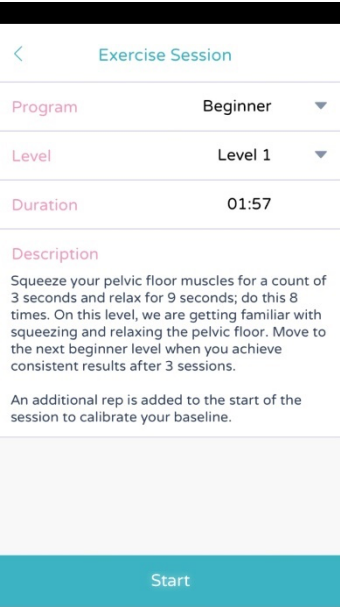 Exercise Session
Program Beginner
Level Level 1
Duration 01:57
Description
Squeeze your pelvic floor muscles for a count of
3 seconds and relax for 9 seconds; do this 8
times. On this level, we are getting familiar with
squeezing and relaxing the pelvic floor. Move to
the next beginner level when you achieve
consistent results after 3 sessions.
An additional rep is added to the start of the
session to calibrate your baseline.
Start